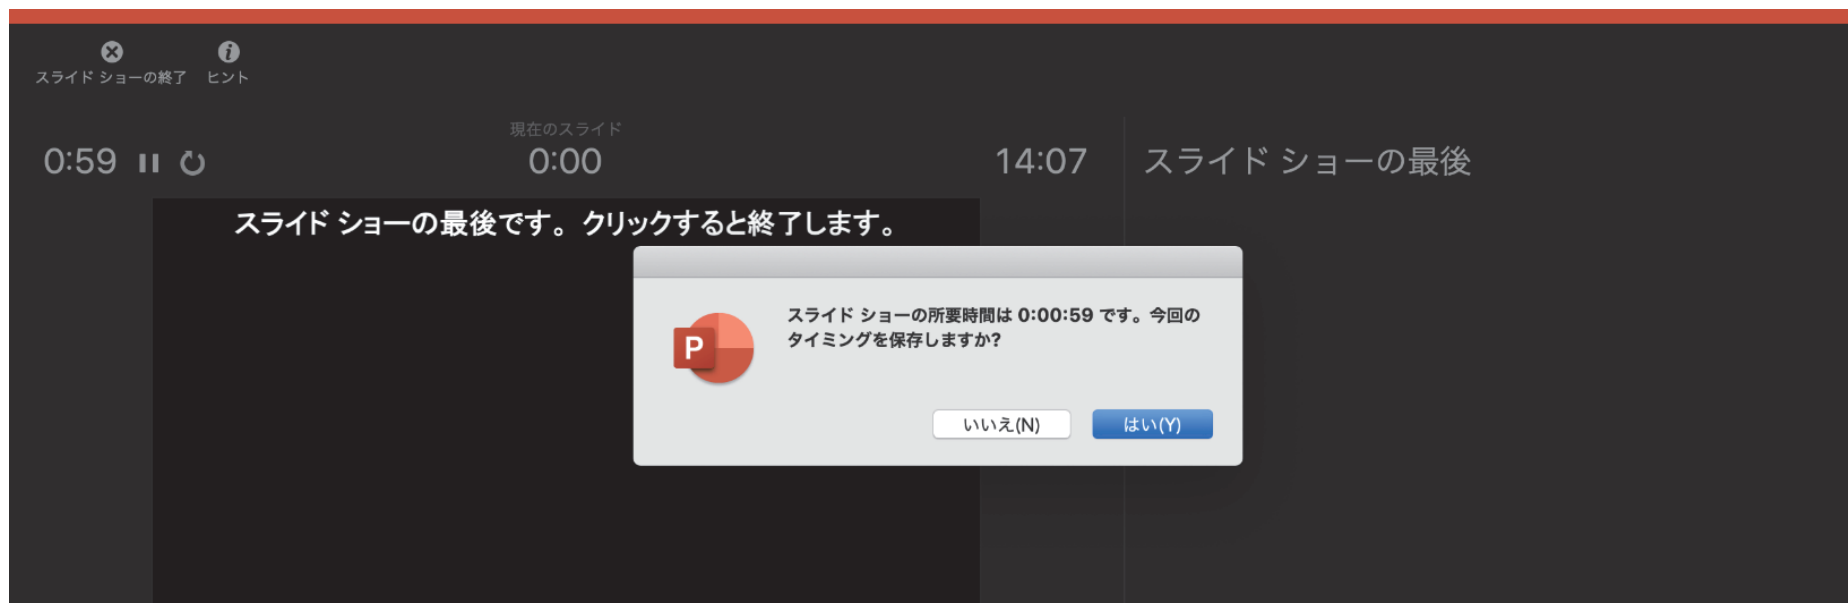 スライド ショーの終了
ヒント
現在のスライド
0:59
0:00
14:07
スライド ショーの最後
スライド ショーの最後です。クリックすると終了します。
P
スライド ショーの所要時間は 0:00:59 です。今回の
タイミングを保存しますか?
いいえ(N)
はい(Y)